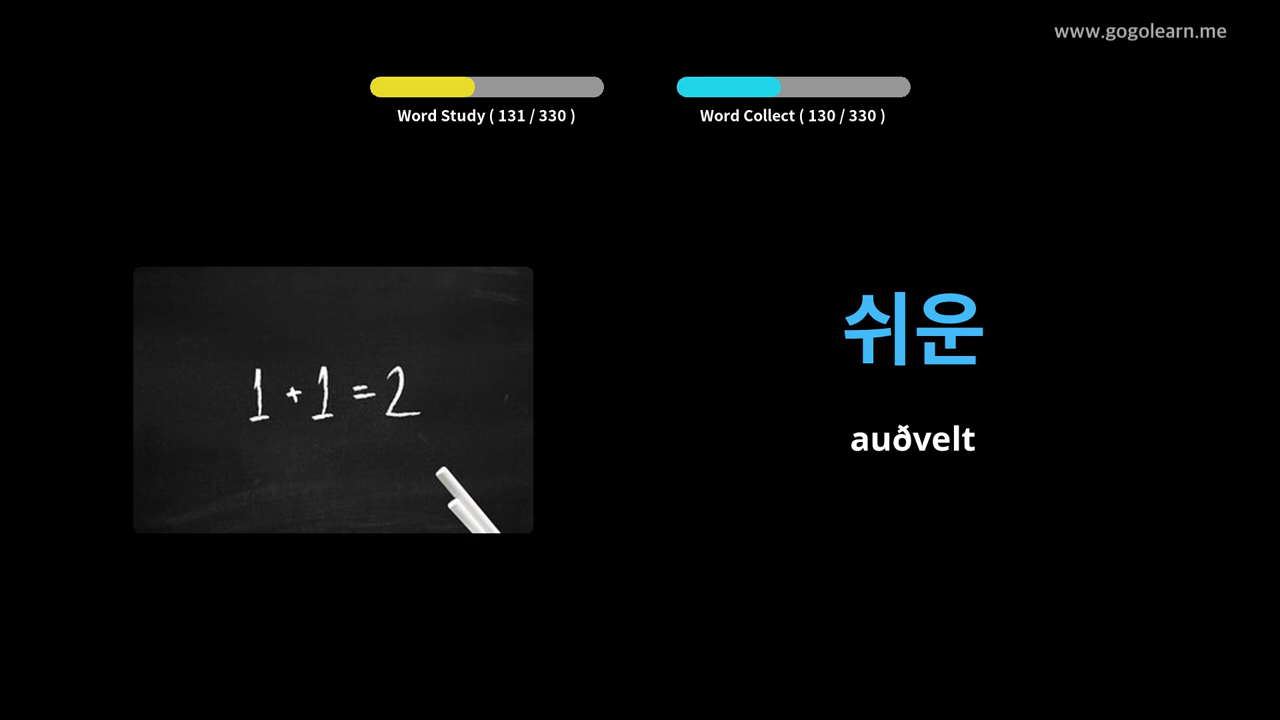 www.gogolearn.me
Word Study ( 131 / 330 )
Word Collect ( 130 / 330 )
1 + 1 = 2
쉬운
auðvelt